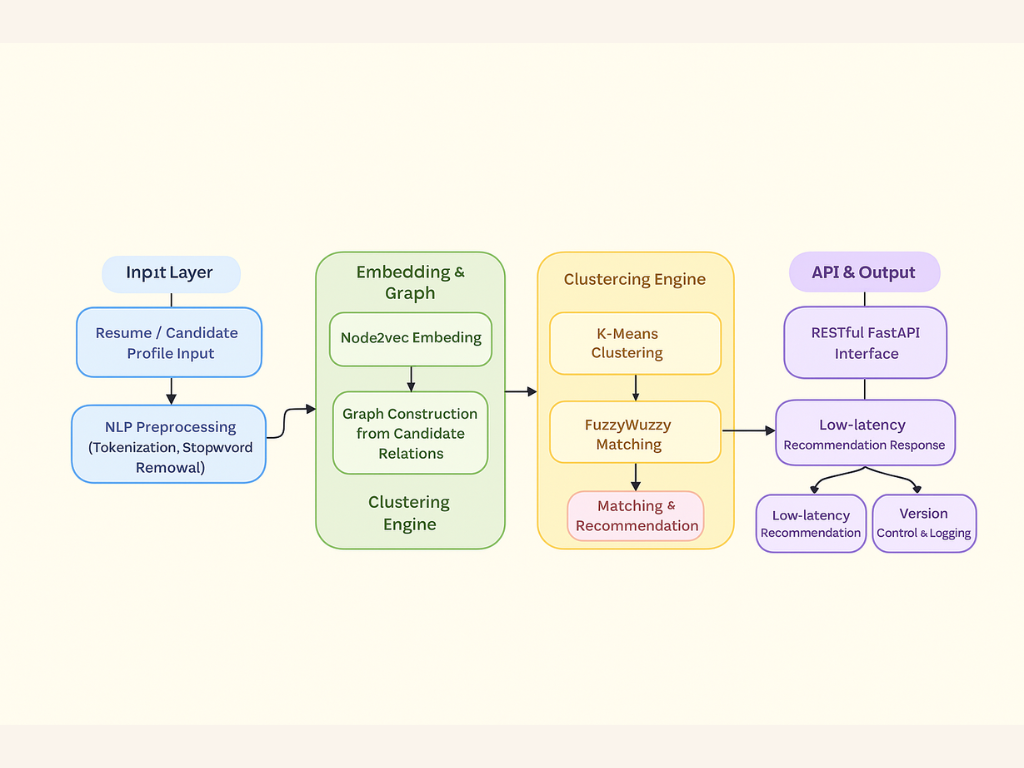 Inpıt Layer
Resume / Candidate
Profile Input
NLP Preprocessing
(Tokenization, Stopwvord
Remowal)
Embedding &
Graph
Node2vec Embeding
Graph Construction
from Candidate
Relations
Clustering
Engine
Clustercing Engine
K-Means
Clustering
FuzzyWuzzy
Matching
Matching &
Recommendation
API & Output
RESTful FastAPI
Interface
Low-latency
Recommendation Response
Low-latency
Recommendation
Version
Control & Logging